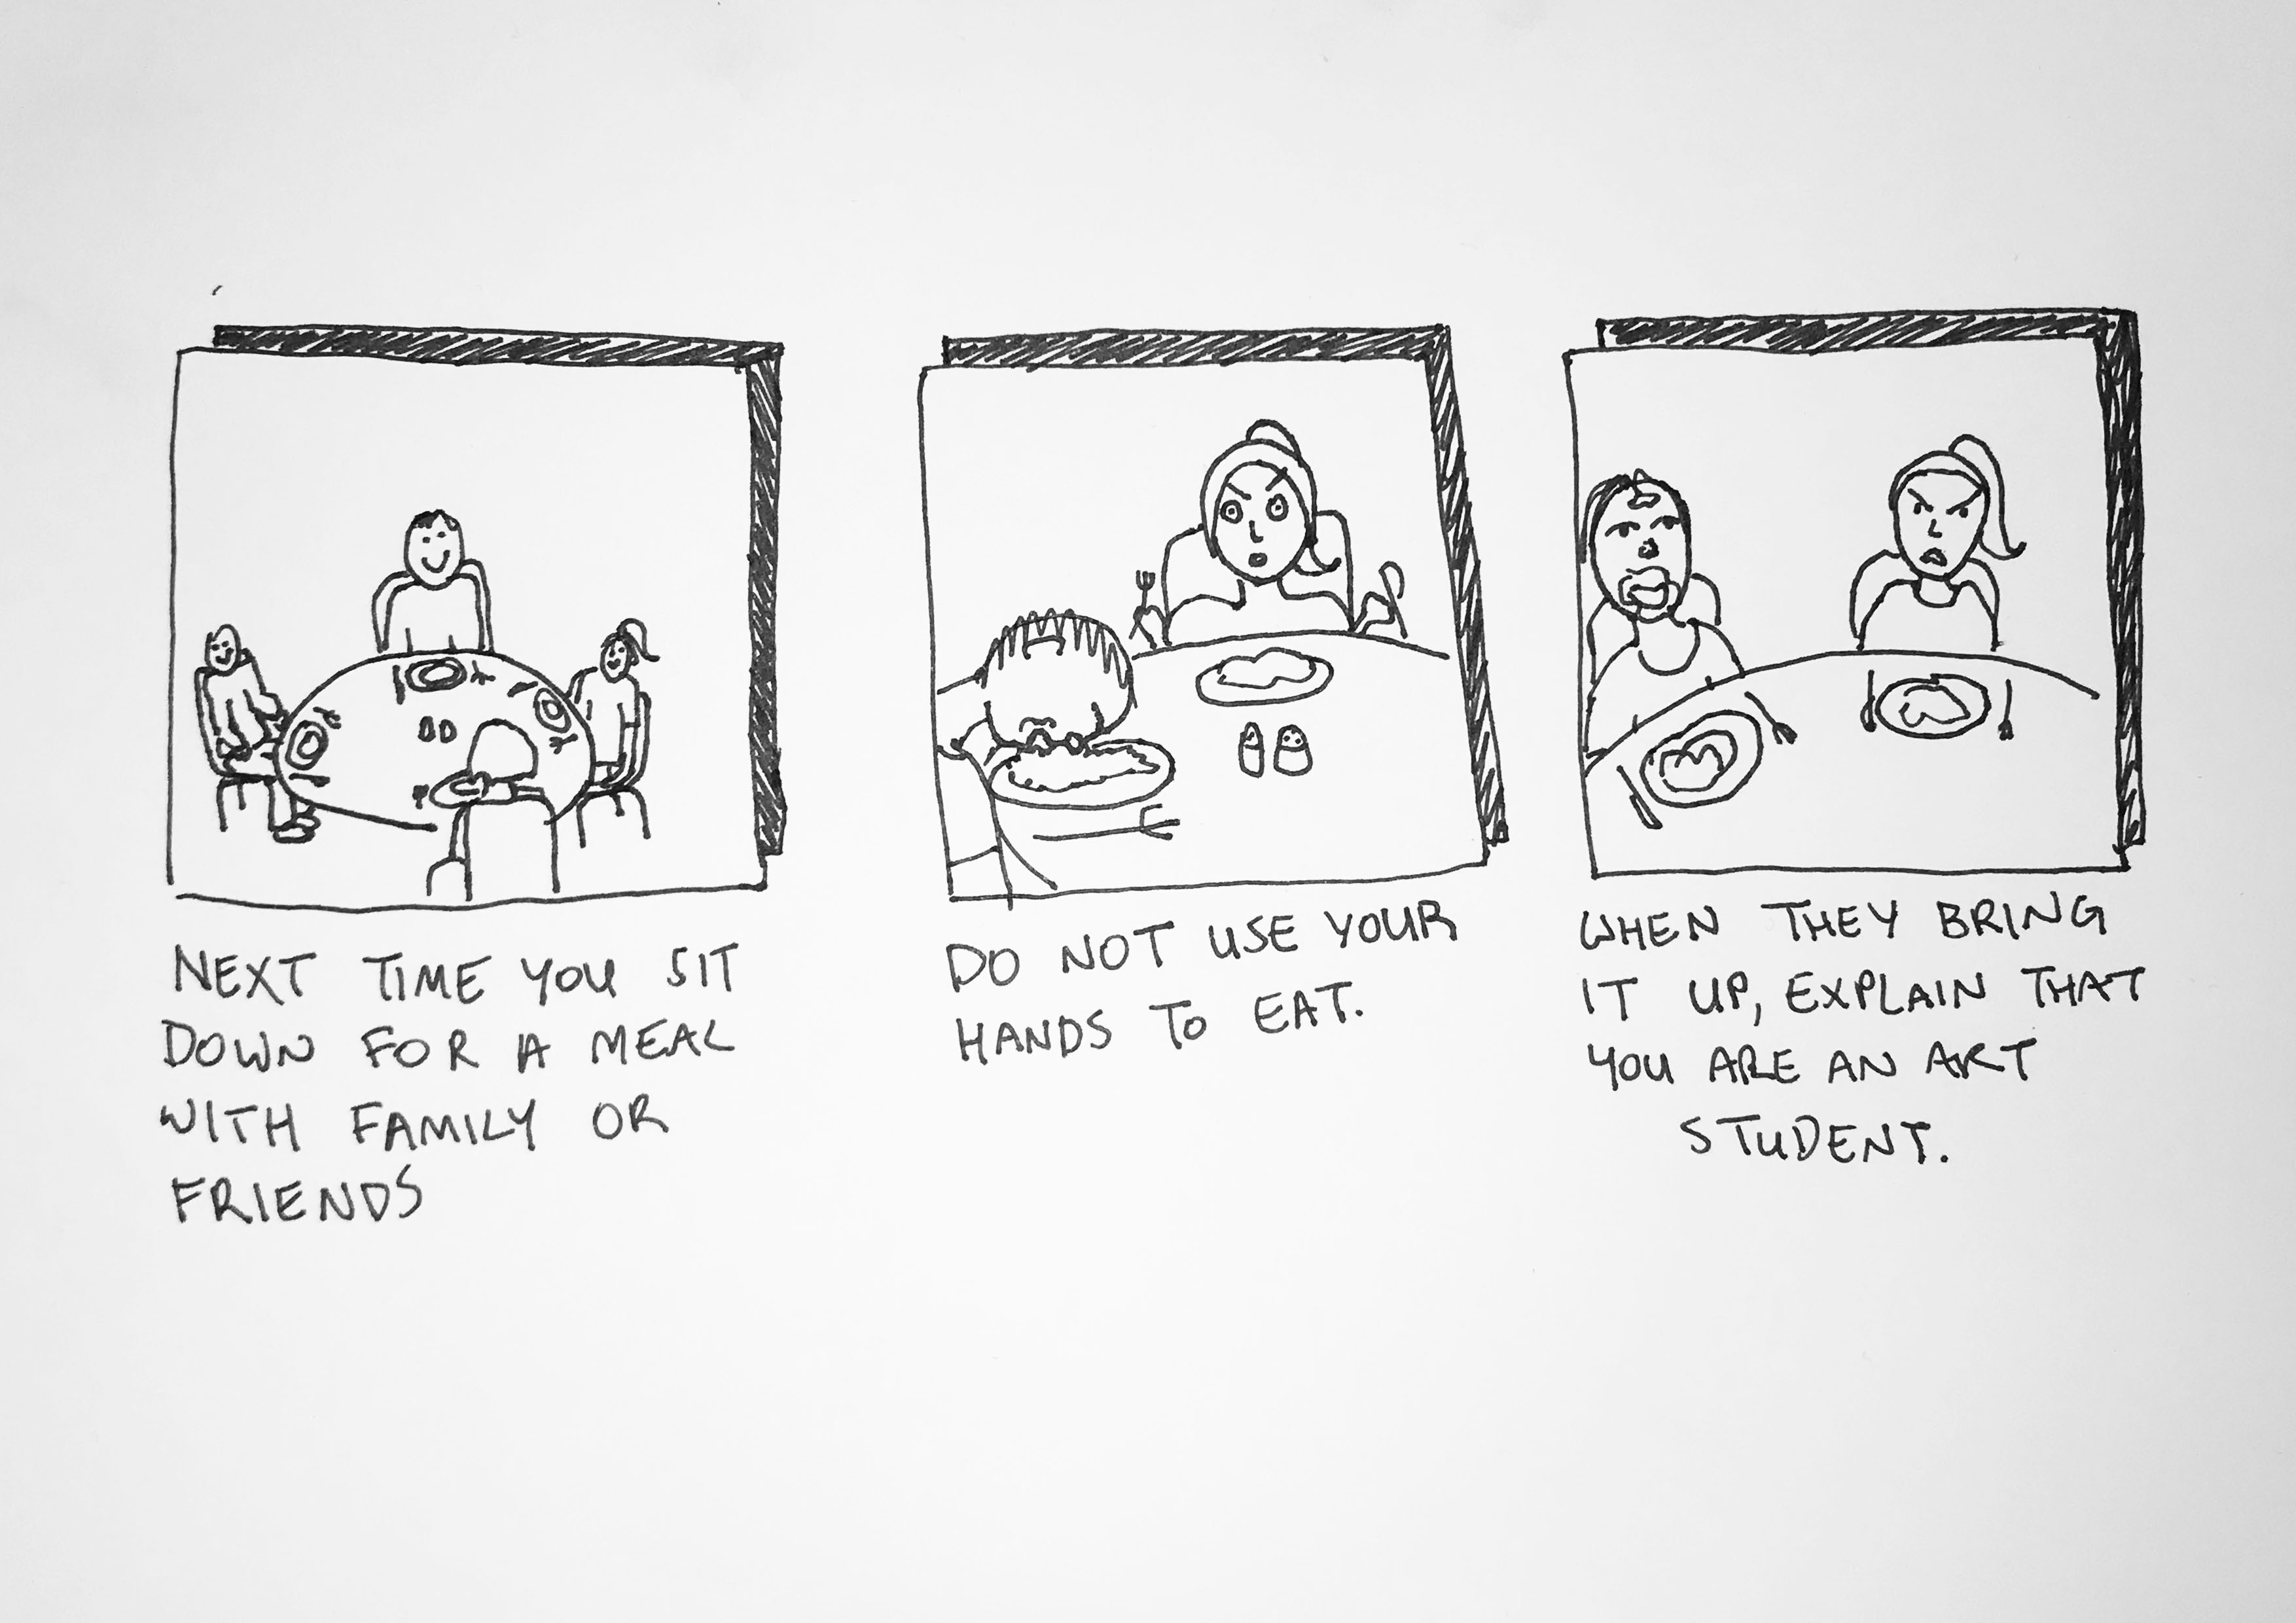 NEXT TIME YOU SIT
DOWN FOR A MEAL
WITH FAMILY OR
FRIENDS
DO NOT USE YOUR
HANDS TO EAT.
WHEN THEY BRING
IT UP, EXPLAIN THAT
YOU ARE AN ART
STUDENT.